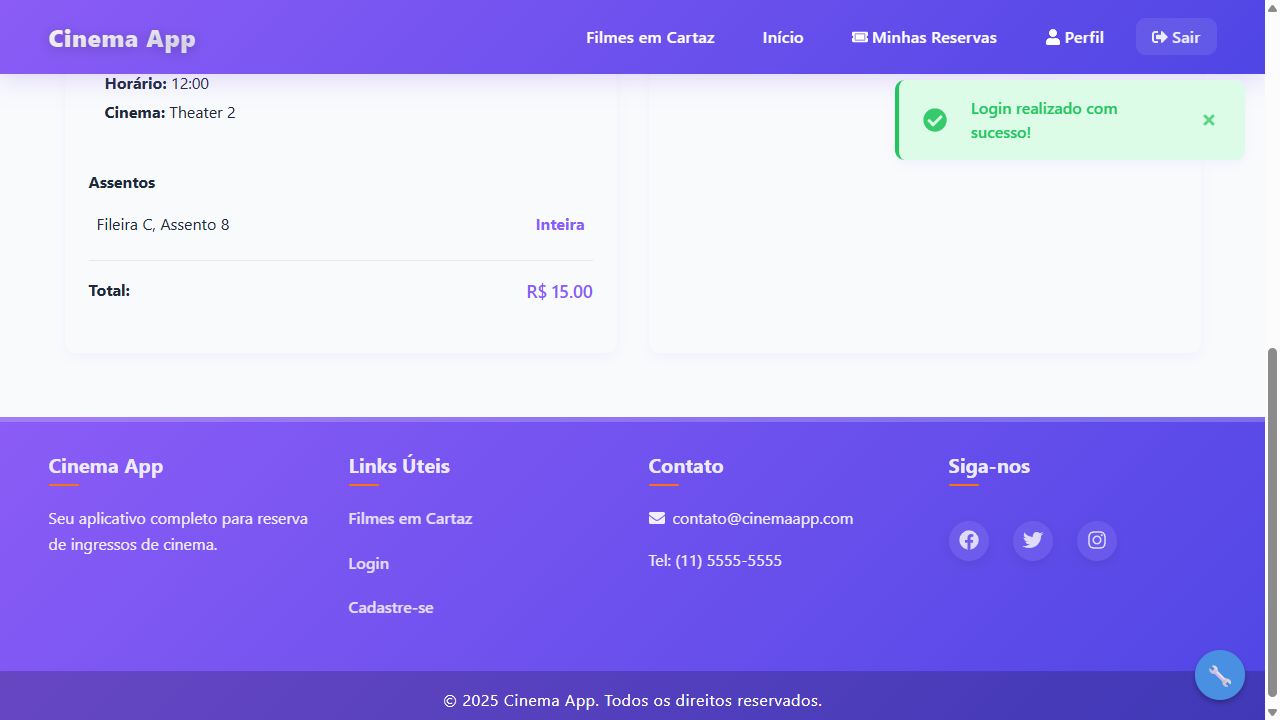 Cinema App
Filmes em Cartaz
Início
Minhas Reservas
Perfil
Sair
Login realizado com
sucesso!
Horário: 12:00
Cinema: Theater 2
Assentos
Fileira C, Assento 8
Inteira
Total:
R$ 15.00
Cinema App
Seu aplicativo completo para reserva
de ingressos de cinema.
Links Úteis
Filmes em Cartaz
Login
Cadastre-se
Contato
contato@cinemaapp.com
Tel: (11) 5555-5555
Siga-nos
© 2025 Cinema App. Todos os direitos reservados.